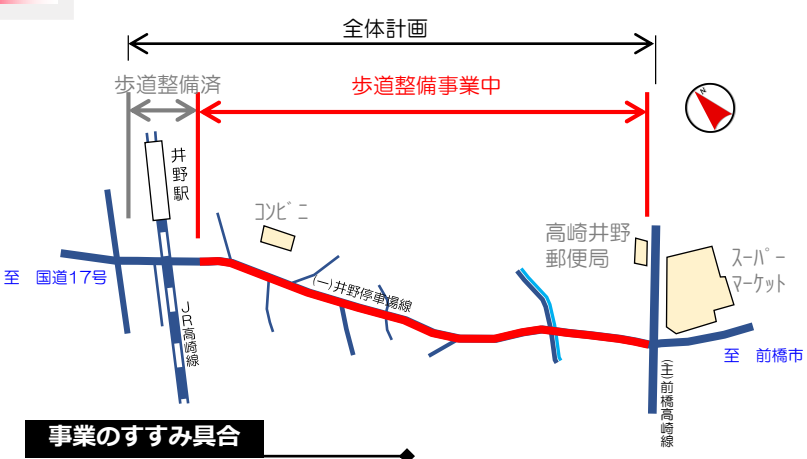 全体計画
歩道整備済
歩道整備事業中
N
井野駅
コンビニ
高崎井野
郵便局
スーパー
マーケット
至 国道17号
(一)井野停車場線
JR高崎線
至 前橋市
(主)前橋高崎線
事業のすすみ具合